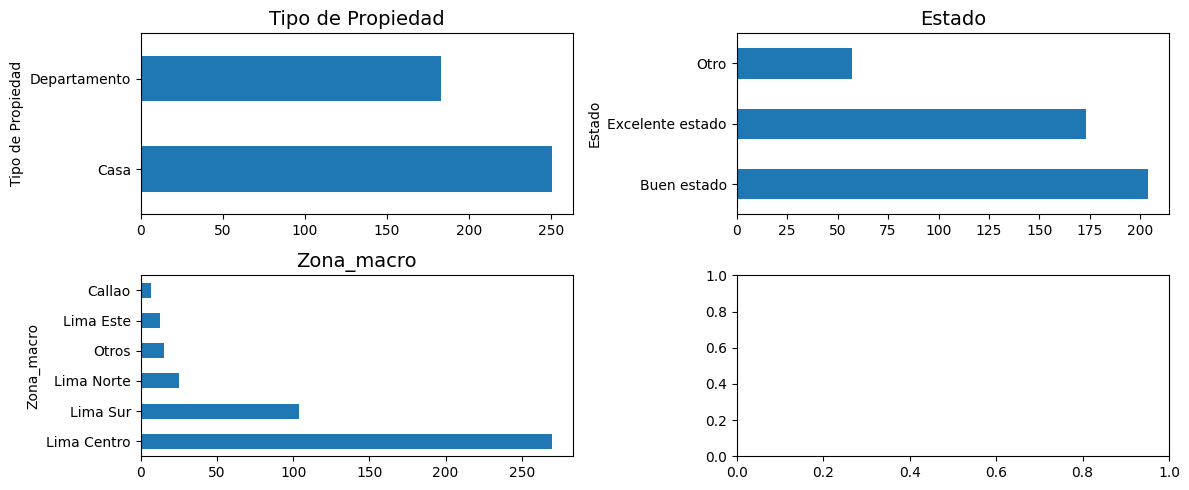 Tipo de Propiedad
Tipo de Propiedad
Departamento
Casa
0 50 100 150 200 250
Estado
Estado
Otro
Excelente estado
Buen estado
0 25 50 75 100 125 150 175 200
Zona_macro
Zona_macro
Callao
Lima Este
Otros
Lima Norte
Lima Sur
Lima Centro
0 50 100 150 200 250
1.0
0.8
0.6
0.4
0.2
0.0
0.0 0.2 0.4 0.6 0.8 1.0